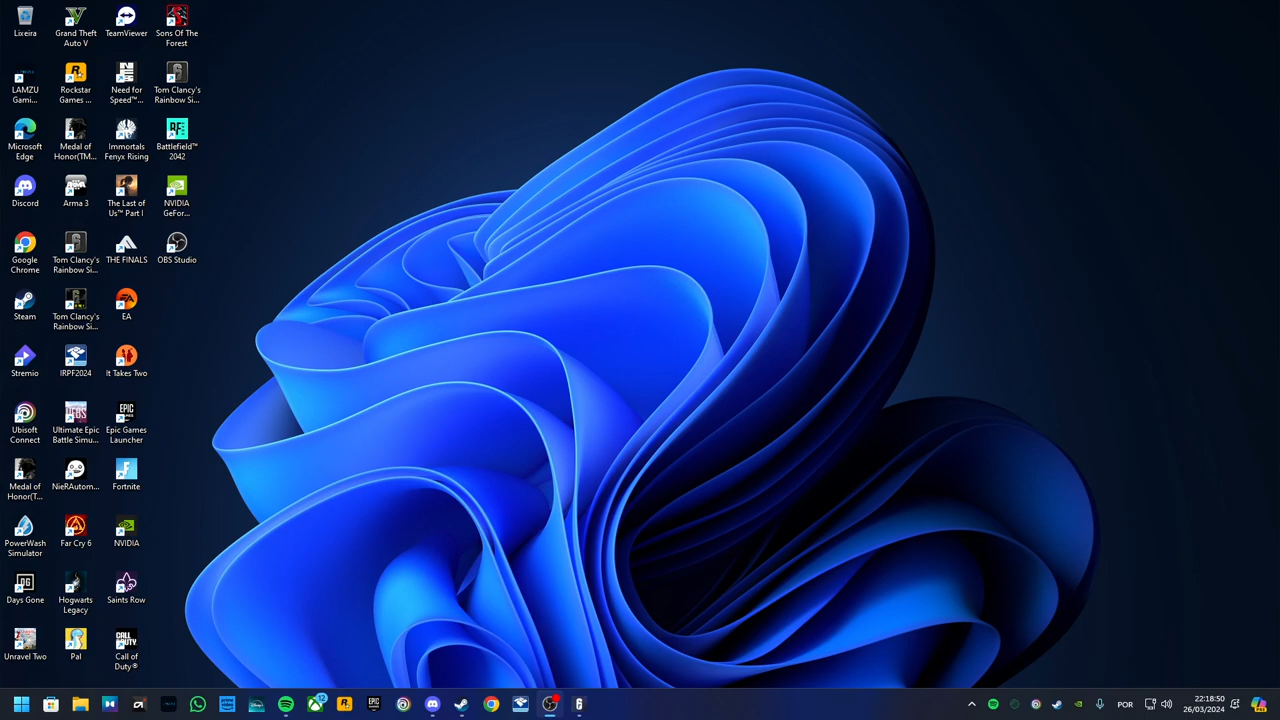 Lixeira
Grand Theft
Auto V
TeamViewer
Sons Of The
Forest
LAMZU
Gami...
Rockstar
Games ...
Need for
Speed™...
Tom Clancy's
Rainbow Si...
Microsoft
Edge
Medal of
Honor(TM...
Immortals
Fenyx Rising
Battlefield™
2042
Discord
Arma 3
The Last of
Us™ Part I
NVIDIA
GeFor...
Google
Chrome
Tom Clancy's
Rainbow Si...
THE FINALS
OBS Studio
Steam
Tom Clancy's
Rainbow Si...
EA
Stremio
IRPF2024
It Takes Two
Ubisoft
Connect
Ultimate Epic
Battle Simu...
Epic Games
Launcher
Medal of
Honor(T...
NieRAutom...
Fortnite
PowerWash
Simulator
Far Cry 6
NVIDIA
Days Gone
Hogwarts
Legacy
Saints Row
Unravel Two
Pal
Call of
Duty®
12
POR
22:18:50
26/03/2024